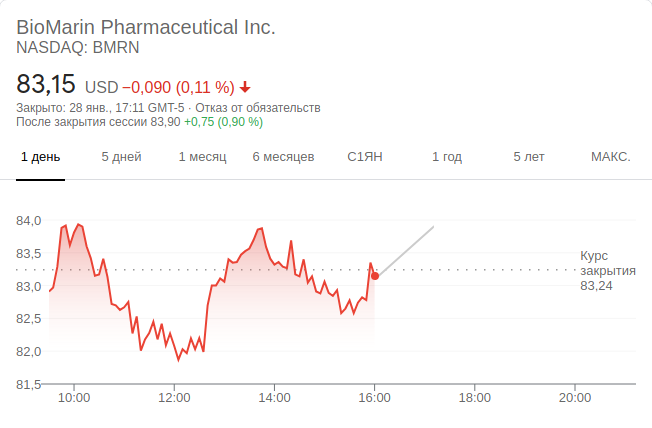 BioMarin Pharmaceutical Inc.
NASDAQ: BMRN
83,15 USD −0,090 (0,11 %)
Закрыто: 28 янв., 17:11 GMT-5 · Отказ от обязательств
После закрытия сессии 83,90 +0,75 (0,90 %)
1 день 5 дней 1 месяц 6 месяцев С1ЯН 1 год 5 лет МАКС.
84,0
83,5
83,0
82,5
82,0
81,5
Курс
закрытия
83,24
10:00 12:00 14:00 16:00 18:00 20:00